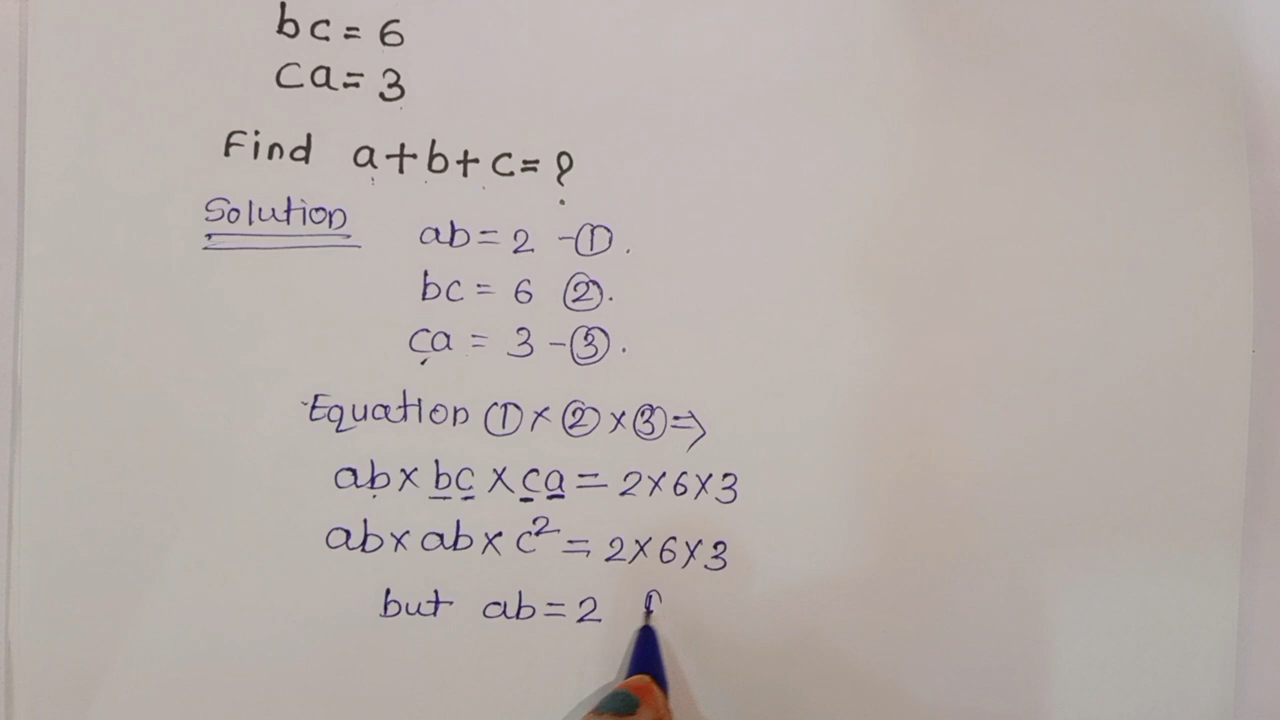 bc = 6
ca = 3
Find a+b+c = ?
Solution
ab = 2 - ①.
bc = 6 ②.
ca = 3 - ③.
Equation ① × ② × ③ ⇒
ab × bc × ca = 2×6×3
ab × ab × c² = 2×6×3
but ab = 2